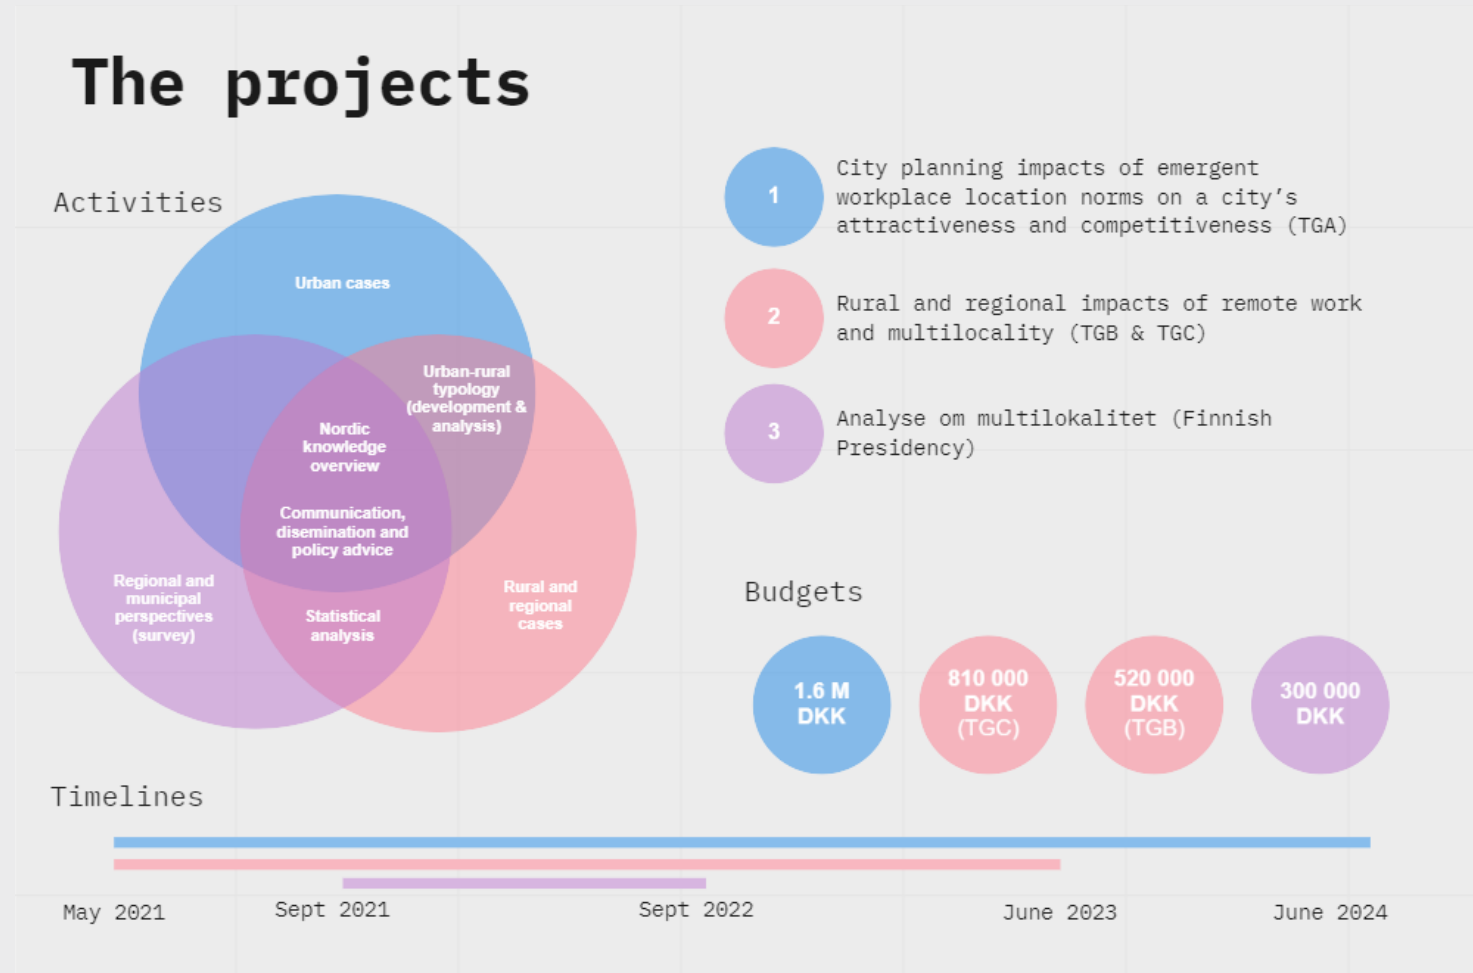 The projects
Activities
Urban cases
Urban-rural
typology
(development &
analysis)
Nordic
knowledge
overview
Communication,
disemination and
policy advice
Regional and
municipal
perspectives
(survey)
Statistical
analysis
Rural and
regional
cases
1
City planning impacts of emergent
workplace location norms on a city’s
attractiveness and competitiveness (TGA)
2
Rural and regional impacts of remote work
and multilocality (TGB & TGC)
3
Analyse om multilokalitet (Finnish
Presidency)
Budgets
1.6 M
DKK
810 000
DKK
(TGC)
520 000
DKK
(TGB)
300 000
DKK
Timelines
May 2021
Sept 2021
Sept 2022
June 2023
June 2024